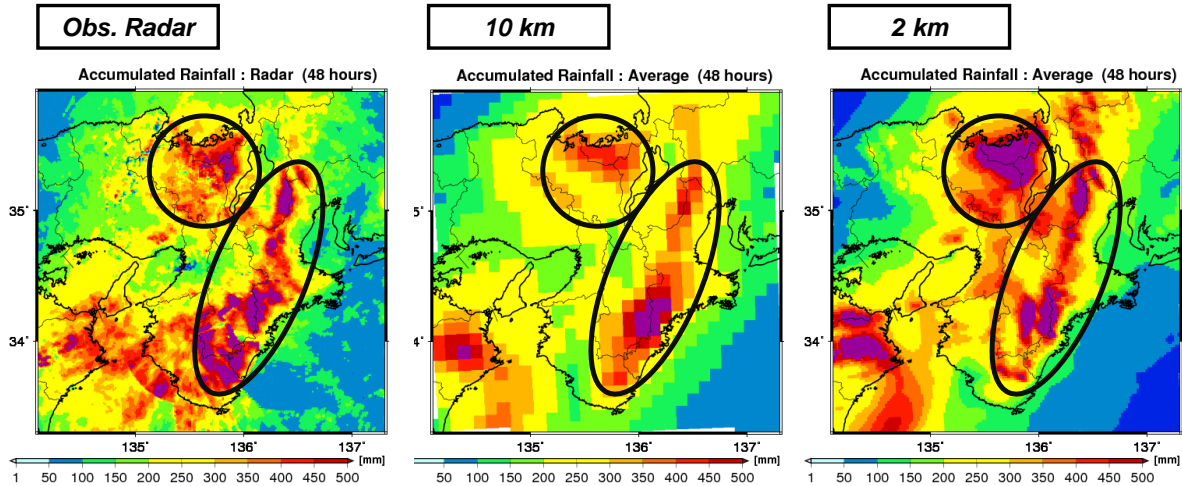 Obs. Radar
10 km
2 km
Accumulated Rainfall : Radar (48 hours)
Accumulated Rainfall : Average (48 hours)
Accumulated Rainfall : Average (48 hours)
35°
34°
135° 136° 137°
5°
4°
135° 136° 137°
35°
34°
135° 136° 137°
[mm]
1 50 100 150 200 250 300 350 400 450 500
[mm]
50 100 150 200 250 300 350 400 450 500
[mm]
1 50 100 150 200 250 300 350 400 450 500